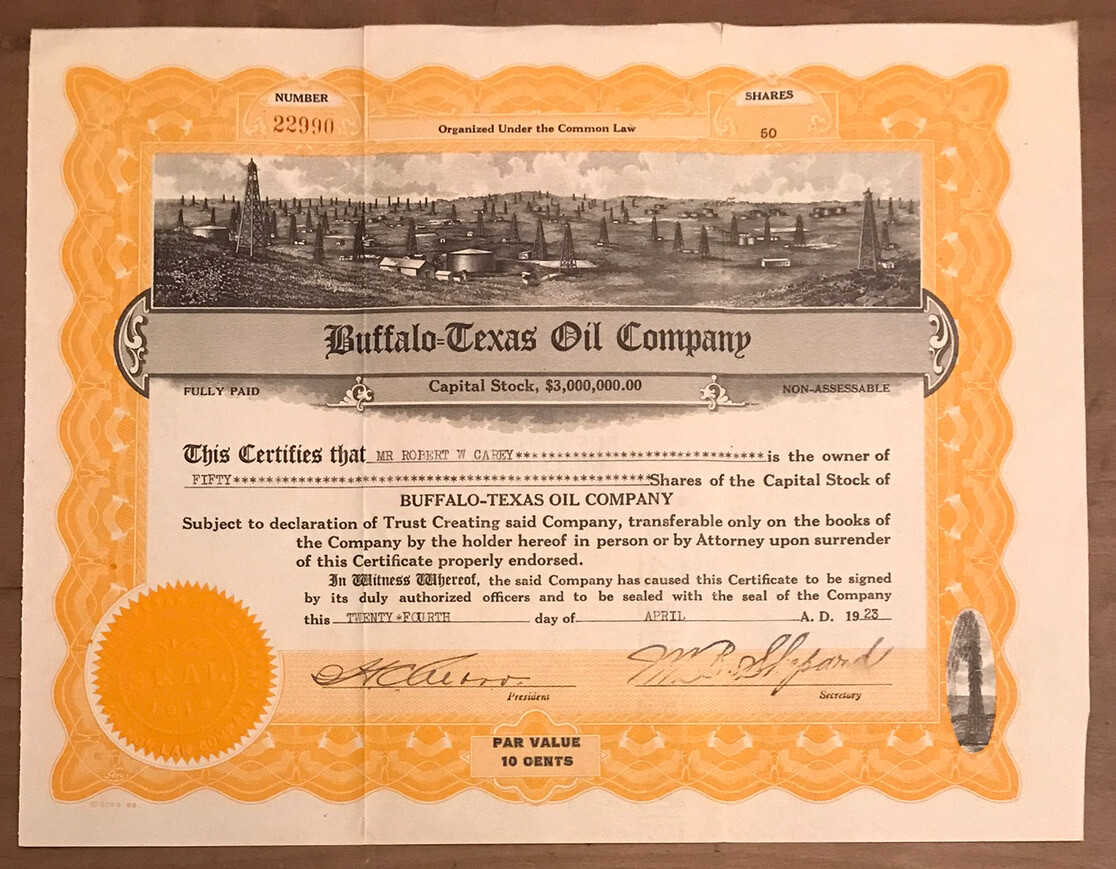 NUMBER
22990
Organized Under the Common Law
SHARES
50
Buffalo=Texas Oil Company
Capital Stock, $3,000,000.00
FULLY PAID
NON-ASSESSABLE
This Certifies that MR ROBERT W CAREY******************************is the owner of
FIFTY**************************************************Shares of the Capital Stock of
BUFFALO-TEXAS OIL COMPANY
Subject to declaration of Trust Creating said Company, transferable only on the books of
the Company by the holder hereof in person or by Attorney upon surrender
of this Certificate properly endorsed.
In Witness Whereof, the said Company has caused this Certificate to be signed
by its duly authorized officers and to be sealed with the seal of the Company
this TWENTY*FOURTH day of APRIL A. D. 1923
M. B. Shepard
President
Secretary
SEAL
PAR VALUE
10 CENTS